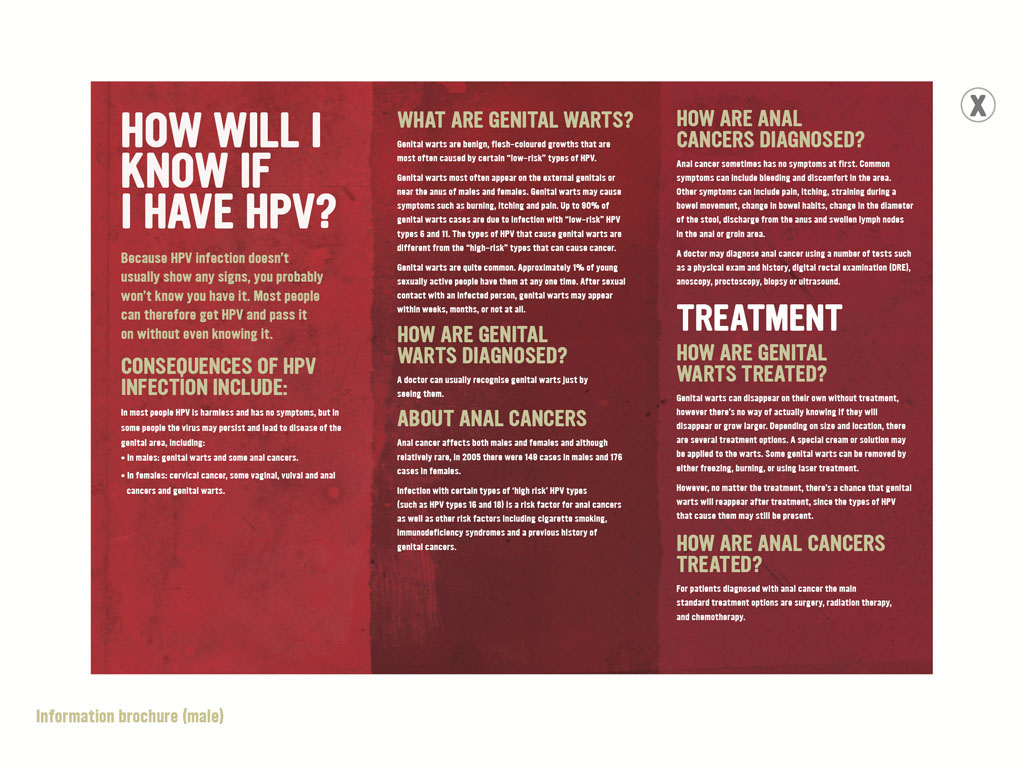 HOW WILL I
KNOW IF
I HAVE HPV?
Because HPV infection doesn't
usually show any signs, you probably
won't know you have it. Most people
can therefore get HPV and pass it
on without even knowing it.
CONSEQUENCES OF HPV
INFECTION INCLUDE:
In most people HPV is harmless and has no symptoms, but in
some people the virus may persist and lead to disease of the
genital area, including:
• In males: genital warts and some anal cancers.
• In females: cervical cancer, some vaginal, vulval and anal
cancers and genital warts.
WHAT ARE GENITAL WARTS?
Genital warts are benign, flesh-coloured growths that are
most often caused by certain "low-risk" types of HPV.
Genital warts most often appear on the external genitals or
near the anus of males and females. Genital warts may cause
symptoms such as burning, itching and pain. Up to 90% of
genital warts cases are due to infection with "low-risk" HPV
types 6 and 11. The types of HPV that cause genital warts are
different from the "high-risk" types that can cause cancer.
Genital warts are quite common. Approximately 1% of young
sexually active people have them at any one time. After sexual
contact with an infected person, genital warts may appear
within weeks, months, or not at all.
HOW ARE GENITAL
WARTS DIAGNOSED?
A doctor can usually recognise genital warts just by
seeing them.
ABOUT ANAL CANCERS
Anal cancer affects both males and females and although
relatively rare, in 2005 there were 149 cases in males and 176
cases in females.
Infection with certain types of 'high risk' HPV types
(such as HPV types 16 and 18) is a risk factor for anal cancers
as well as other risk factors including cigarette smoking,
immunodeficiency syndromes and a previous history of
genital cancers.
HOW ARE ANAL
CANCERS DIAGNOSED?
Anal cancer sometimes has no symptoms at first. Common
symptoms can include bleeding and discomfort in the area.
Other symptoms can include pain, itching, straining during a
bowel movement, change in bowel habits, change in the diameter
of the stool, discharge from the anus and swollen lymph nodes
in the anal or groin area.
A doctor may diagnose anal cancer using a number of tests such
as a physical exam and history, digital rectal examination (DRE),
anoscopy, proctoscopy, biopsy or ultrasound.
TREATMENT
HOW ARE GENITAL
WARTS TREATED?
Genital warts can disappear on their own without treatment,
however there's no way of actually knowing if they will
disappear or grow larger. Depending on size and location, there
are several treatment options. A special cream or solution may
be applied to the warts. Some genital warts can be removed by
either freezing, burning, or using laser treatment.
However, no matter the treatment, there's a chance that genital
warts will reappear after treatment, since the types of HPV
that cause them may still be present.
HOW ARE ANAL CANCERS
TREATED?
For patients diagnosed with anal cancer the main
standard treatment options are surgery, radiation therapy,
and chemotherapy.
X
Information brochure (male)